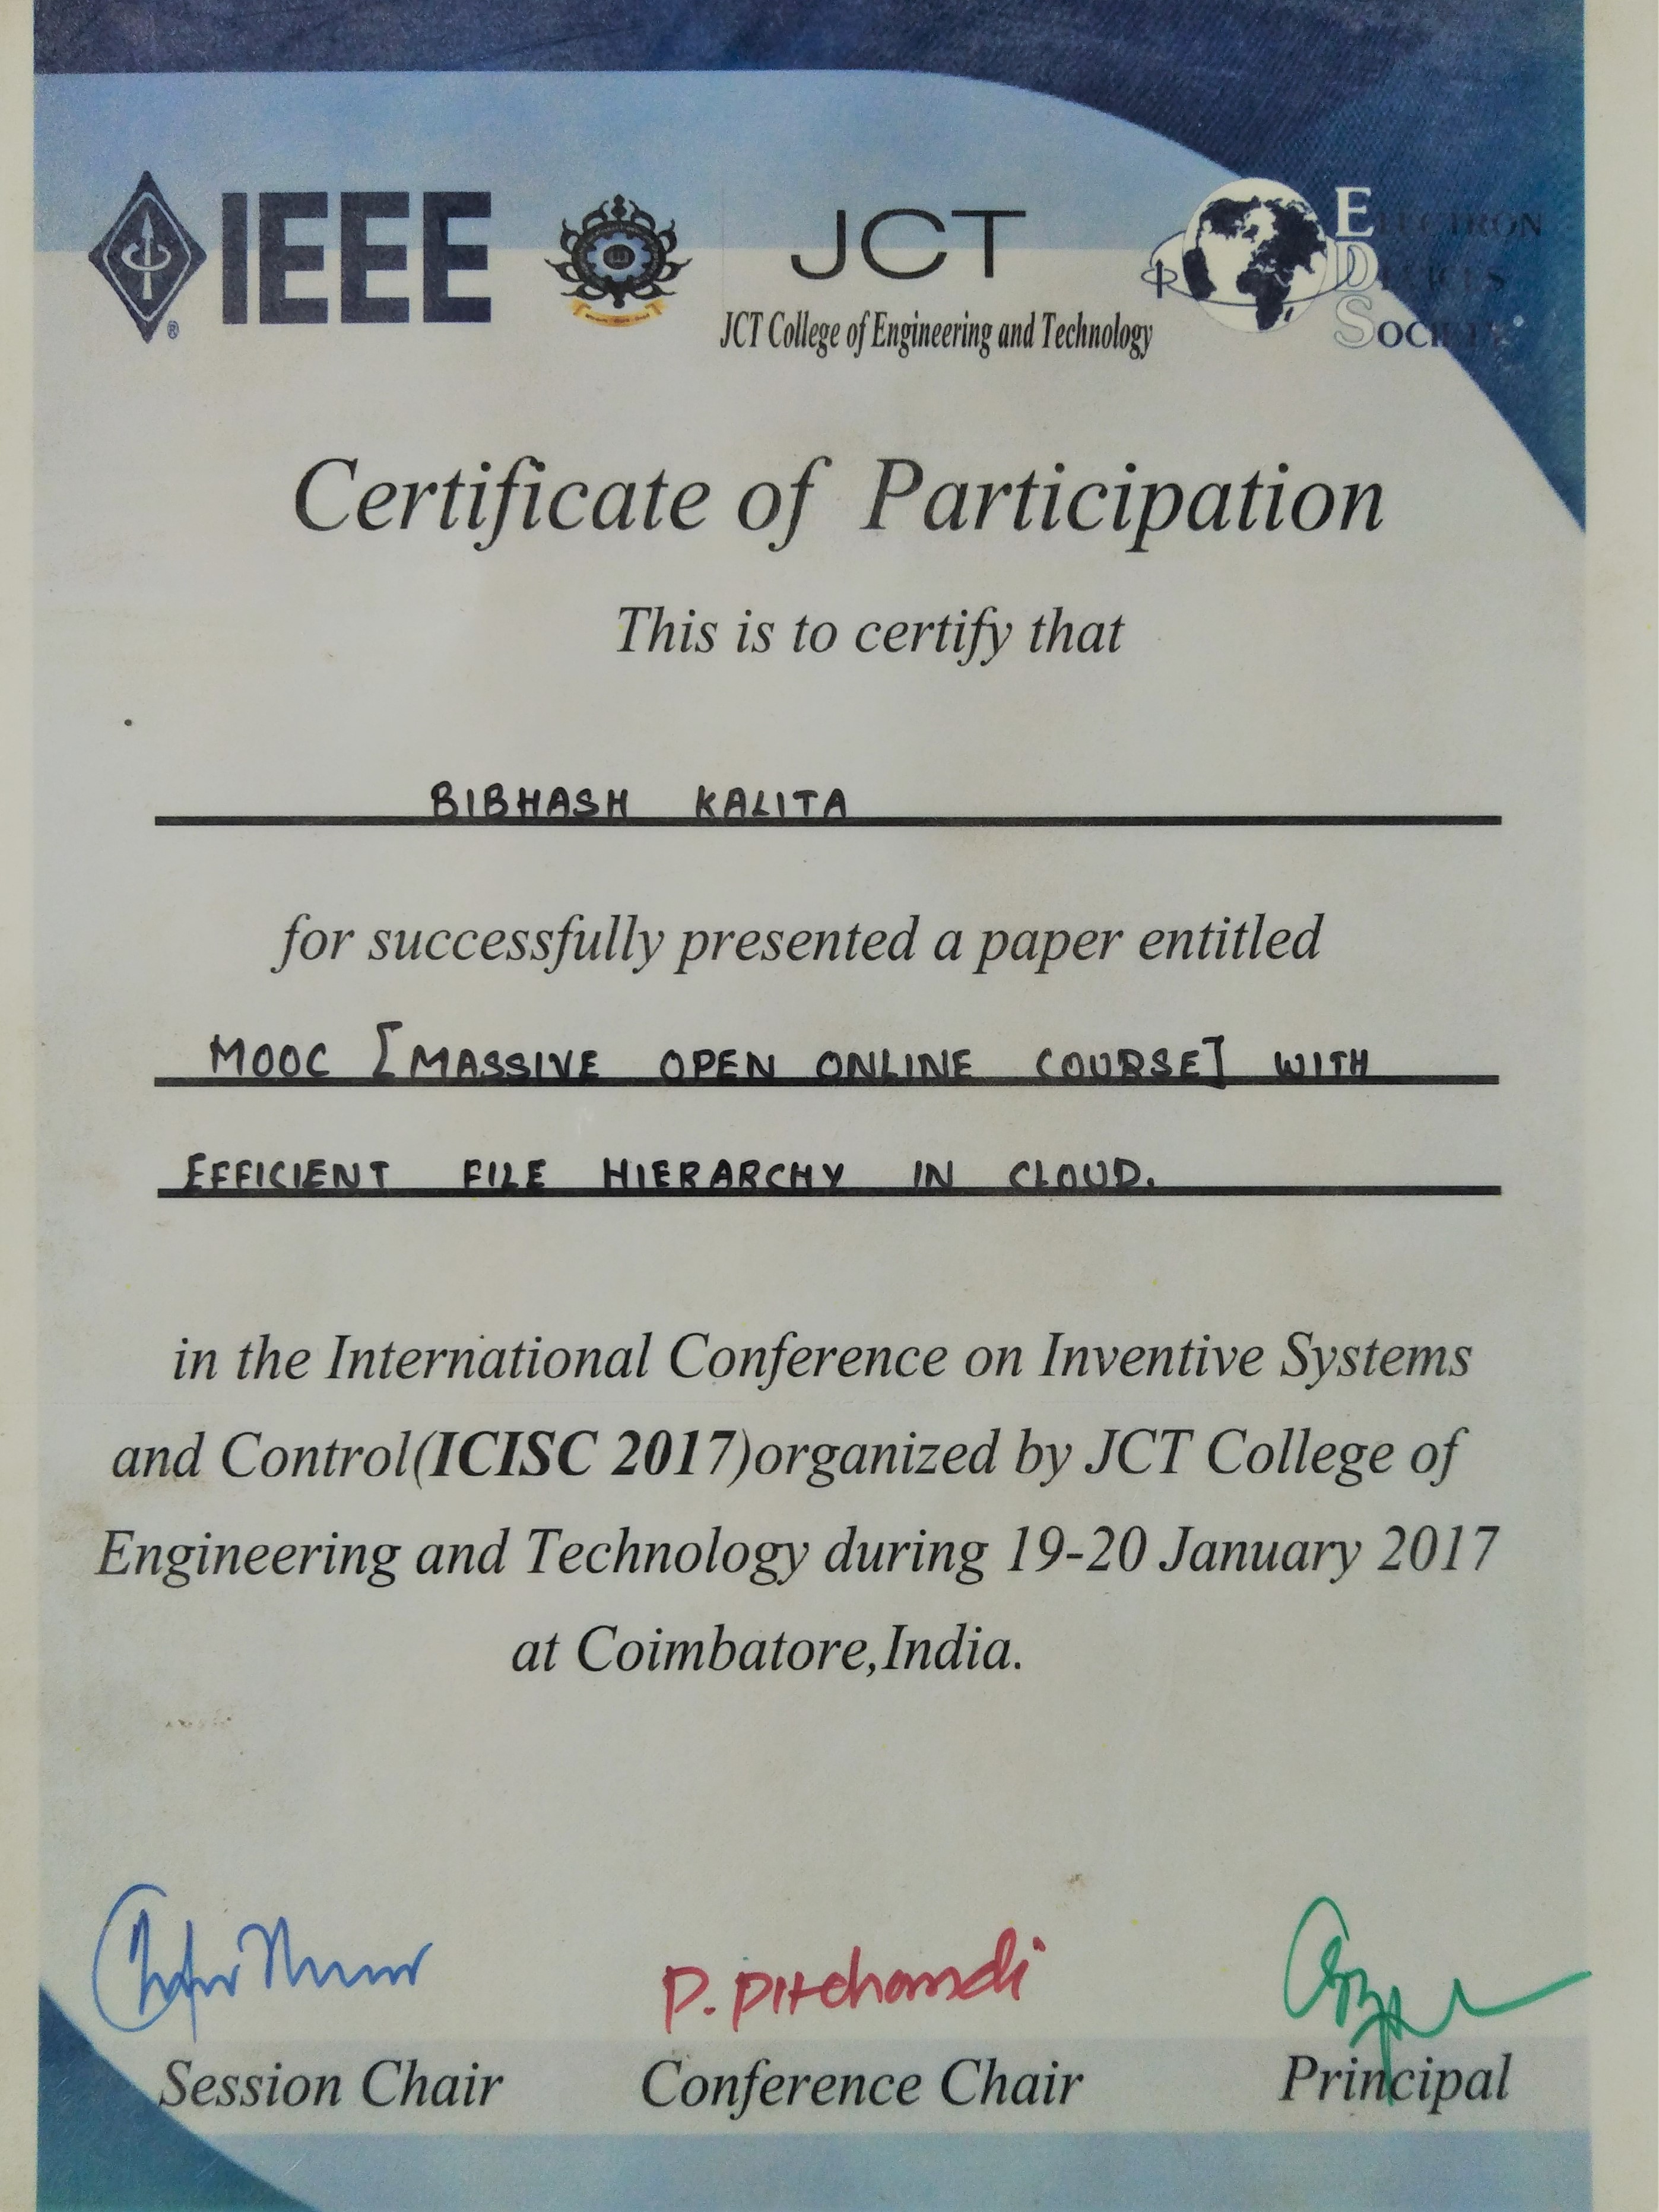 IEEE
JCT
JCT College of Engineering and Technology
ELECTRON
DEVICES
SOCIETY
Certificate of Participation
This is to certify that
BIBHASH KALITA
for successfully presented a paper entitled
MOOC [MASSIVE OPEN ONLINE COURSE] WITH
EFFICIENT FILE HIERARCHY IN CLOUD.
in the International Conference on Inventive Systems
and Control(ICISC 2017)organized by JCT College of
Engineering and Technology during 19-20 January 2017
at Coimbatore,India.
P. Pitchandi
Session Chair
Conference Chair
Principal